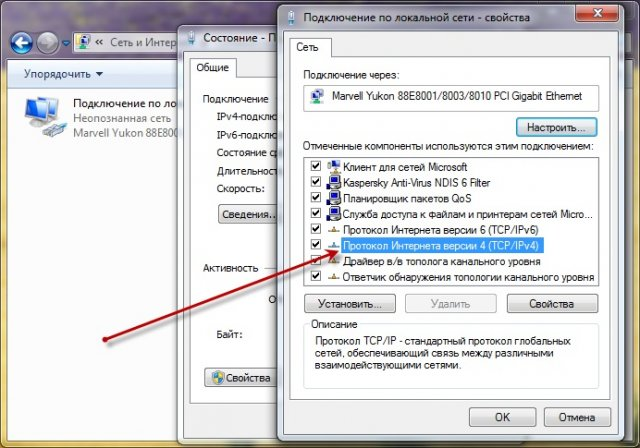 Сеть и Интер
Упорядочить
Подключение по ло
Неопознанная сеть
Marvell Yukon 88E8
Состояние - П
Общие
Подключение
IPv4-подклю
IPv6-подклю
Состояние ср
Длительност
Скорость:
Сведения...
Активность
О
Байт:
Свойства
Подключение по локальной сети - свойства
Сеть
Подключение через:
Marvell Yukon 88E8001/8003/8010 PCI Gigabit Ethernet
Настроить...
Отмеченные компоненты используются этим подключением:
Клиент для сетей Microsoft
Kaspersky Anti-Virus NDIS 6 Filter
Планировщик пакетов QoS
Служба доступа к файлам и принтерам сетей Micro...
Протокол Интернета версии 6 (TCP/IPv6)
Протокол Интернета версии 4 (TCP/IPv4)
Драйвер в/в тополога канального уровня
Ответчик обнаружения топологии канального уровня
Установить...
Удалить
Свойства
Описание
Протокол TCP/IP - стандартный протокол глобальных
сетей, обеспечивающий связь между различными
взаимодействующими сетями.
OK
Отмена